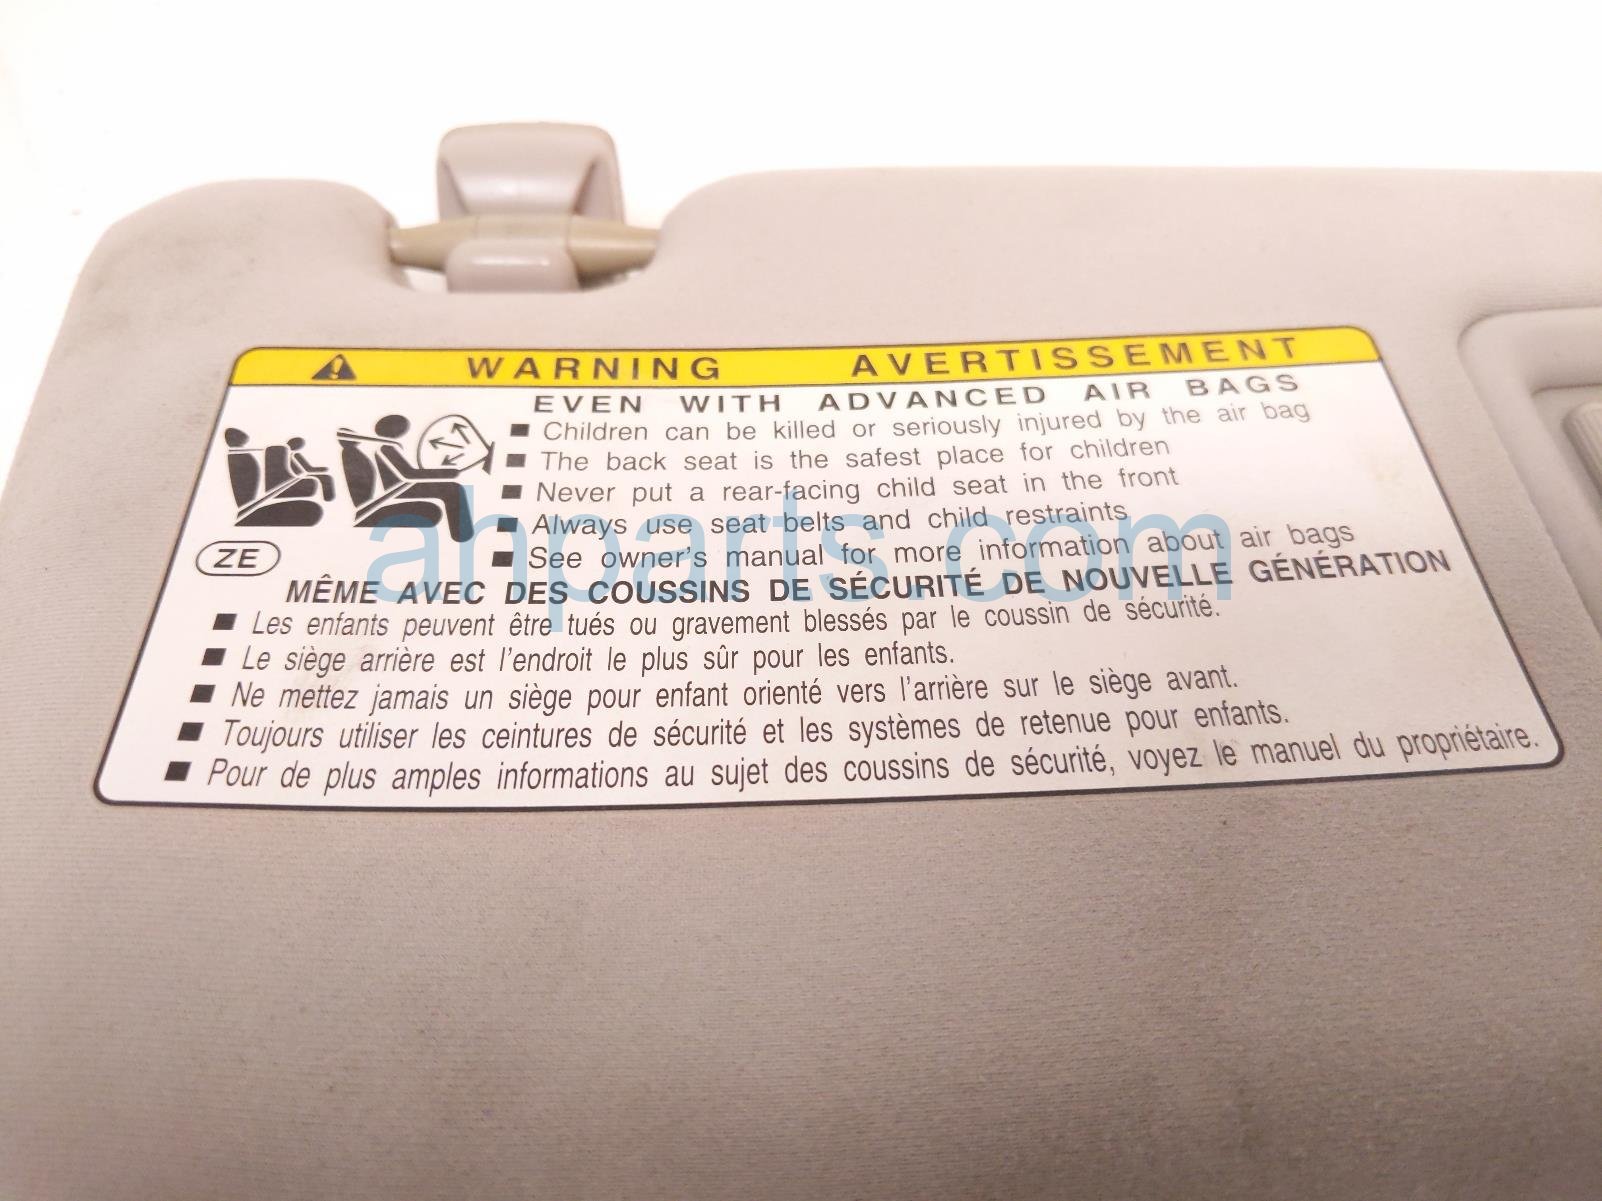 WARNING AVERTISSEMENT
EVEN WITH ADVANCED AIR BAGS
■ Children can be killed or seriously injured by the air bag
■ The back seat is the safest place for children
■ Never put a rear-facing child seat in the front
■ Always use seat belts and child restraints
■ See owner's manual for more information about air bags
ZE
MÊME AVEC DES COUSSINS DE SÉCURITÉ DE NOUVELLE GÉNÉRATION
■ Les enfants peuvent être tués ou gravement blessés par le coussin de sécurité.
■ Le siège arrière est l'endroit le plus sûr pour les enfants.
■ Ne mettez jamais un siège pour enfant orienté vers l'arrière sur le siège avant.
■ Toujours utiliser les ceintures de sécurité et les systèmes de retenue pour enfants.
■ Pour de plus amples informations au sujet des coussins de sécurité, voyez le manuel du propriétaire.
ahparts.com